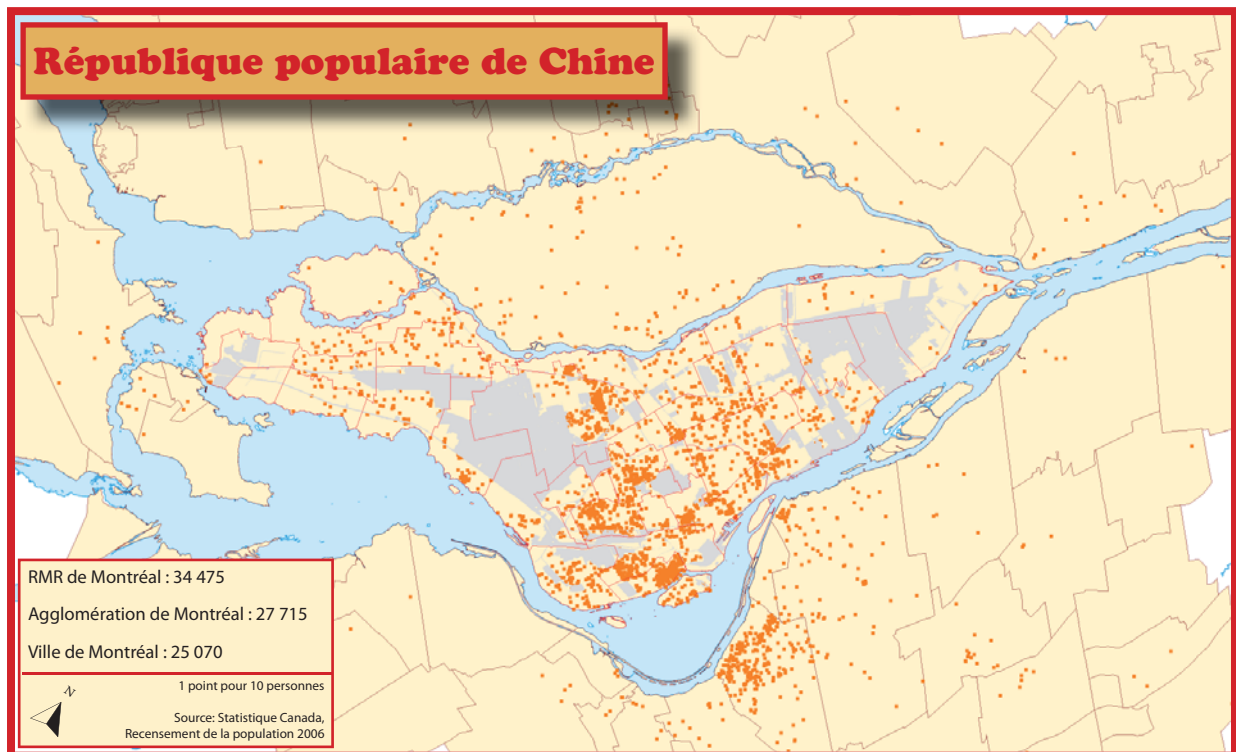 République populaire de Chine
RMR de Montréal : 34 475
Agglomération de Montréal : 27 715
Ville de Montréal : 25 070
N
1 point pour 10 personnes
Source: Statistique Canada,
Recensement de la population 2006